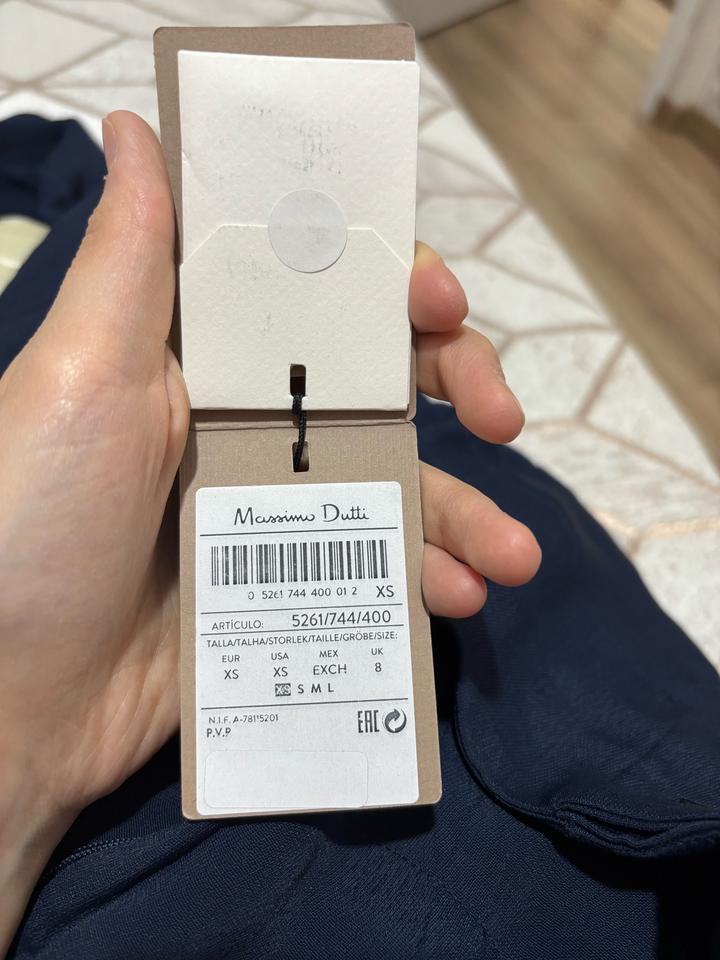 Massimo Dutti
0 5261 744 400 01 2 XS
ARTÍCULO: 5261/744/400
TALLA/TALHA/STORLEK/TAILLE/GRÖBE/SIZE:
EUR USA MEX UK
XS XS EXCH 8
XS S M L
N.I.F. A-78115201
P.V.P
EAC